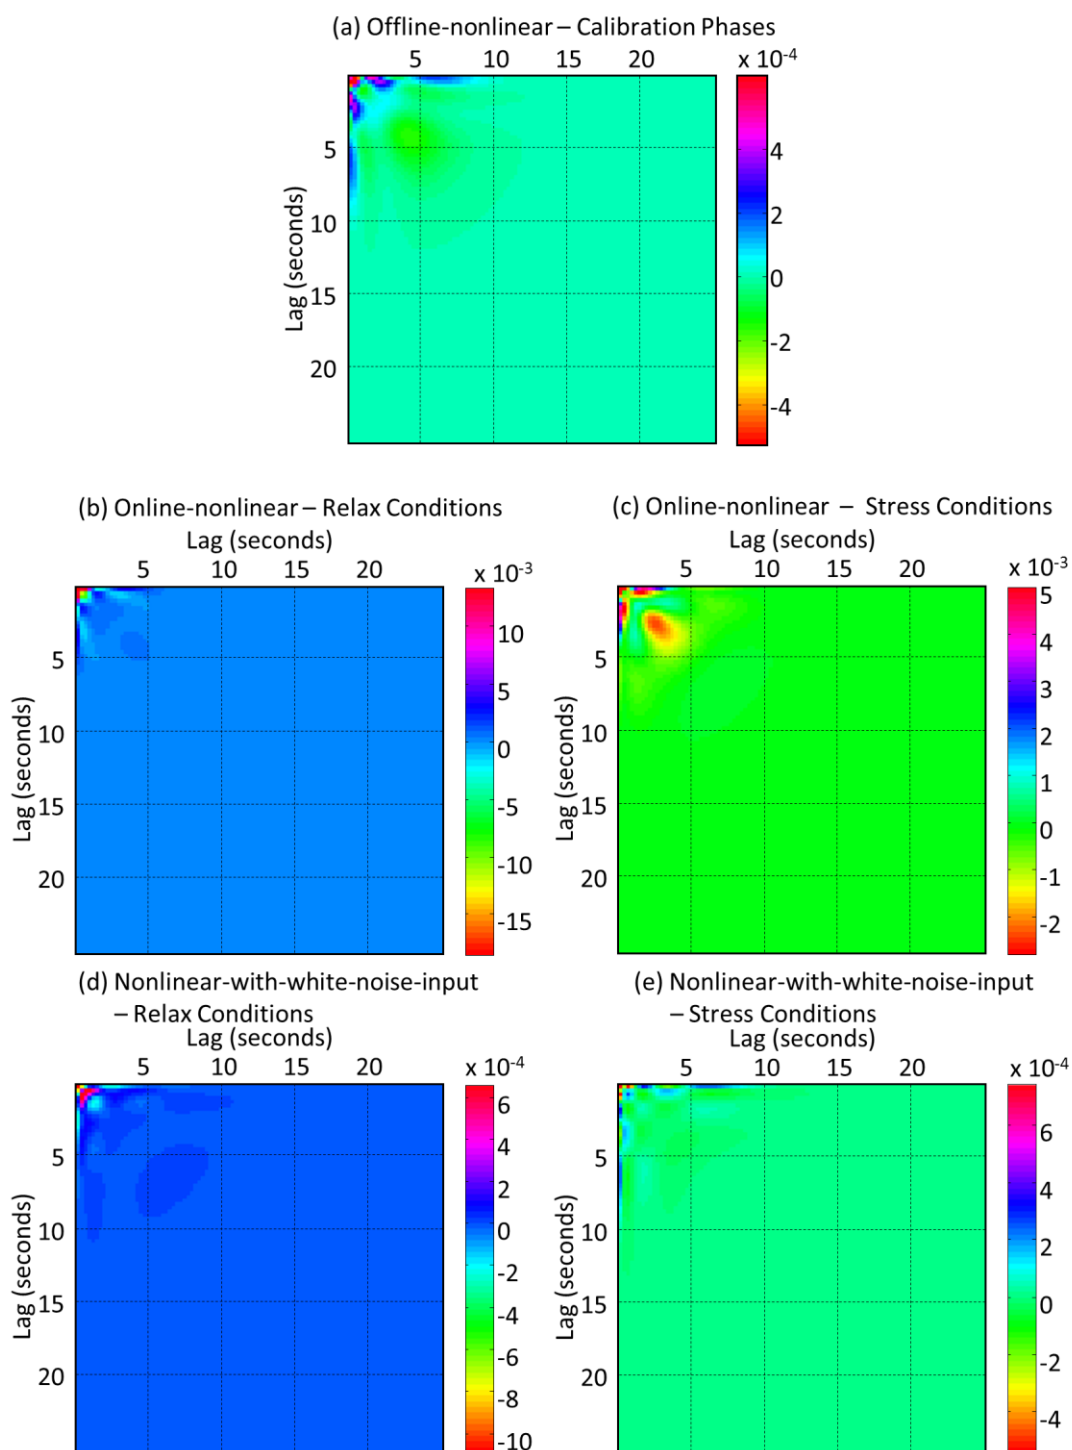 (a) Offline-nonlinear – Calibration Phases
5 10 15 20 x 10-4
4
2
0
-2
-4
5
10
15
20
Lag (seconds)
(b) Online-nonlinear – Relax Conditions
Lag (seconds)
5 10 15 20
x 10-3
10
5
0
-5
-10
-15
5
10
15
20
Lag (seconds)
(c) Online-nonlinear – Stress Conditions
Lag (seconds)
5 10 15 20
x 10-3
5
4
3
2
1
0
-1
-2
5
10
15
20
Lag (seconds)
(d) Nonlinear-with-white-noise-input
– Relax Conditions
Lag (seconds)
5 10 15 20
x 10-4
6
4
2
0
-2
-4
-6
-8
-10
5
10
15
20
Lag (seconds)
(e) Nonlinear-with-white-noise-input
– Stress Conditions
Lag (seconds)
5 10 15 20
x 10-4
6
4
2
0
-2
-4
5
10
15
20
Lag (seconds)